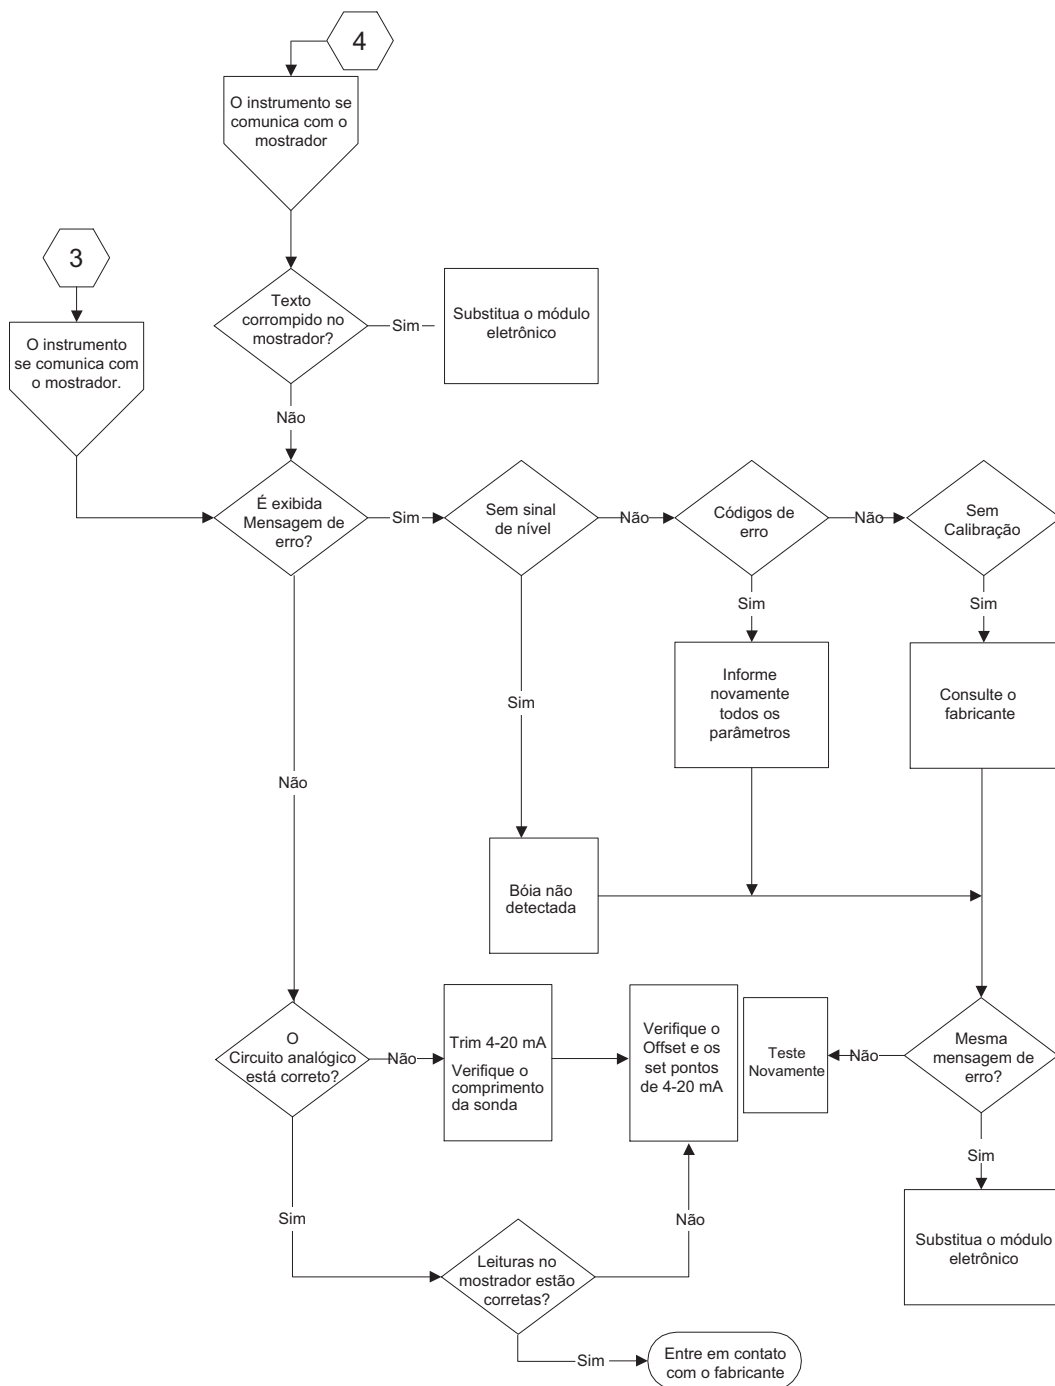 4
O instrumento se
comunica com o
mostrador
3
O instrumento
se comunica com
o mostrador.
Texto
corrompido no
mostrador?
Sim
Substitua o módulo
eletrônico
Não
É exibida
Mensagem de
erro?
Sim
Sem sinal
de nível
Não
Códigos de
erro
Não
Sem
Calibração
Sim
Sim
Sim
Informe
novamente
todos os
parâmetros
Consulte o
fabricante
Não
Bóia não
detectada
O
Circuito analógico
está correto?
Não
Trim 4-20 mA
Verifique o
comprimento
da sonda
Verifique o
Offset e os
set pontos
de 4-20 mA
Teste
Novamente
Não
Mesma
mensagem de
erro?
Sim
Substitua o módulo
eletrônico
Sim
Não
Leituras no
mostrador estão
corretas?
Sim
Entre em contato
com o fabricante